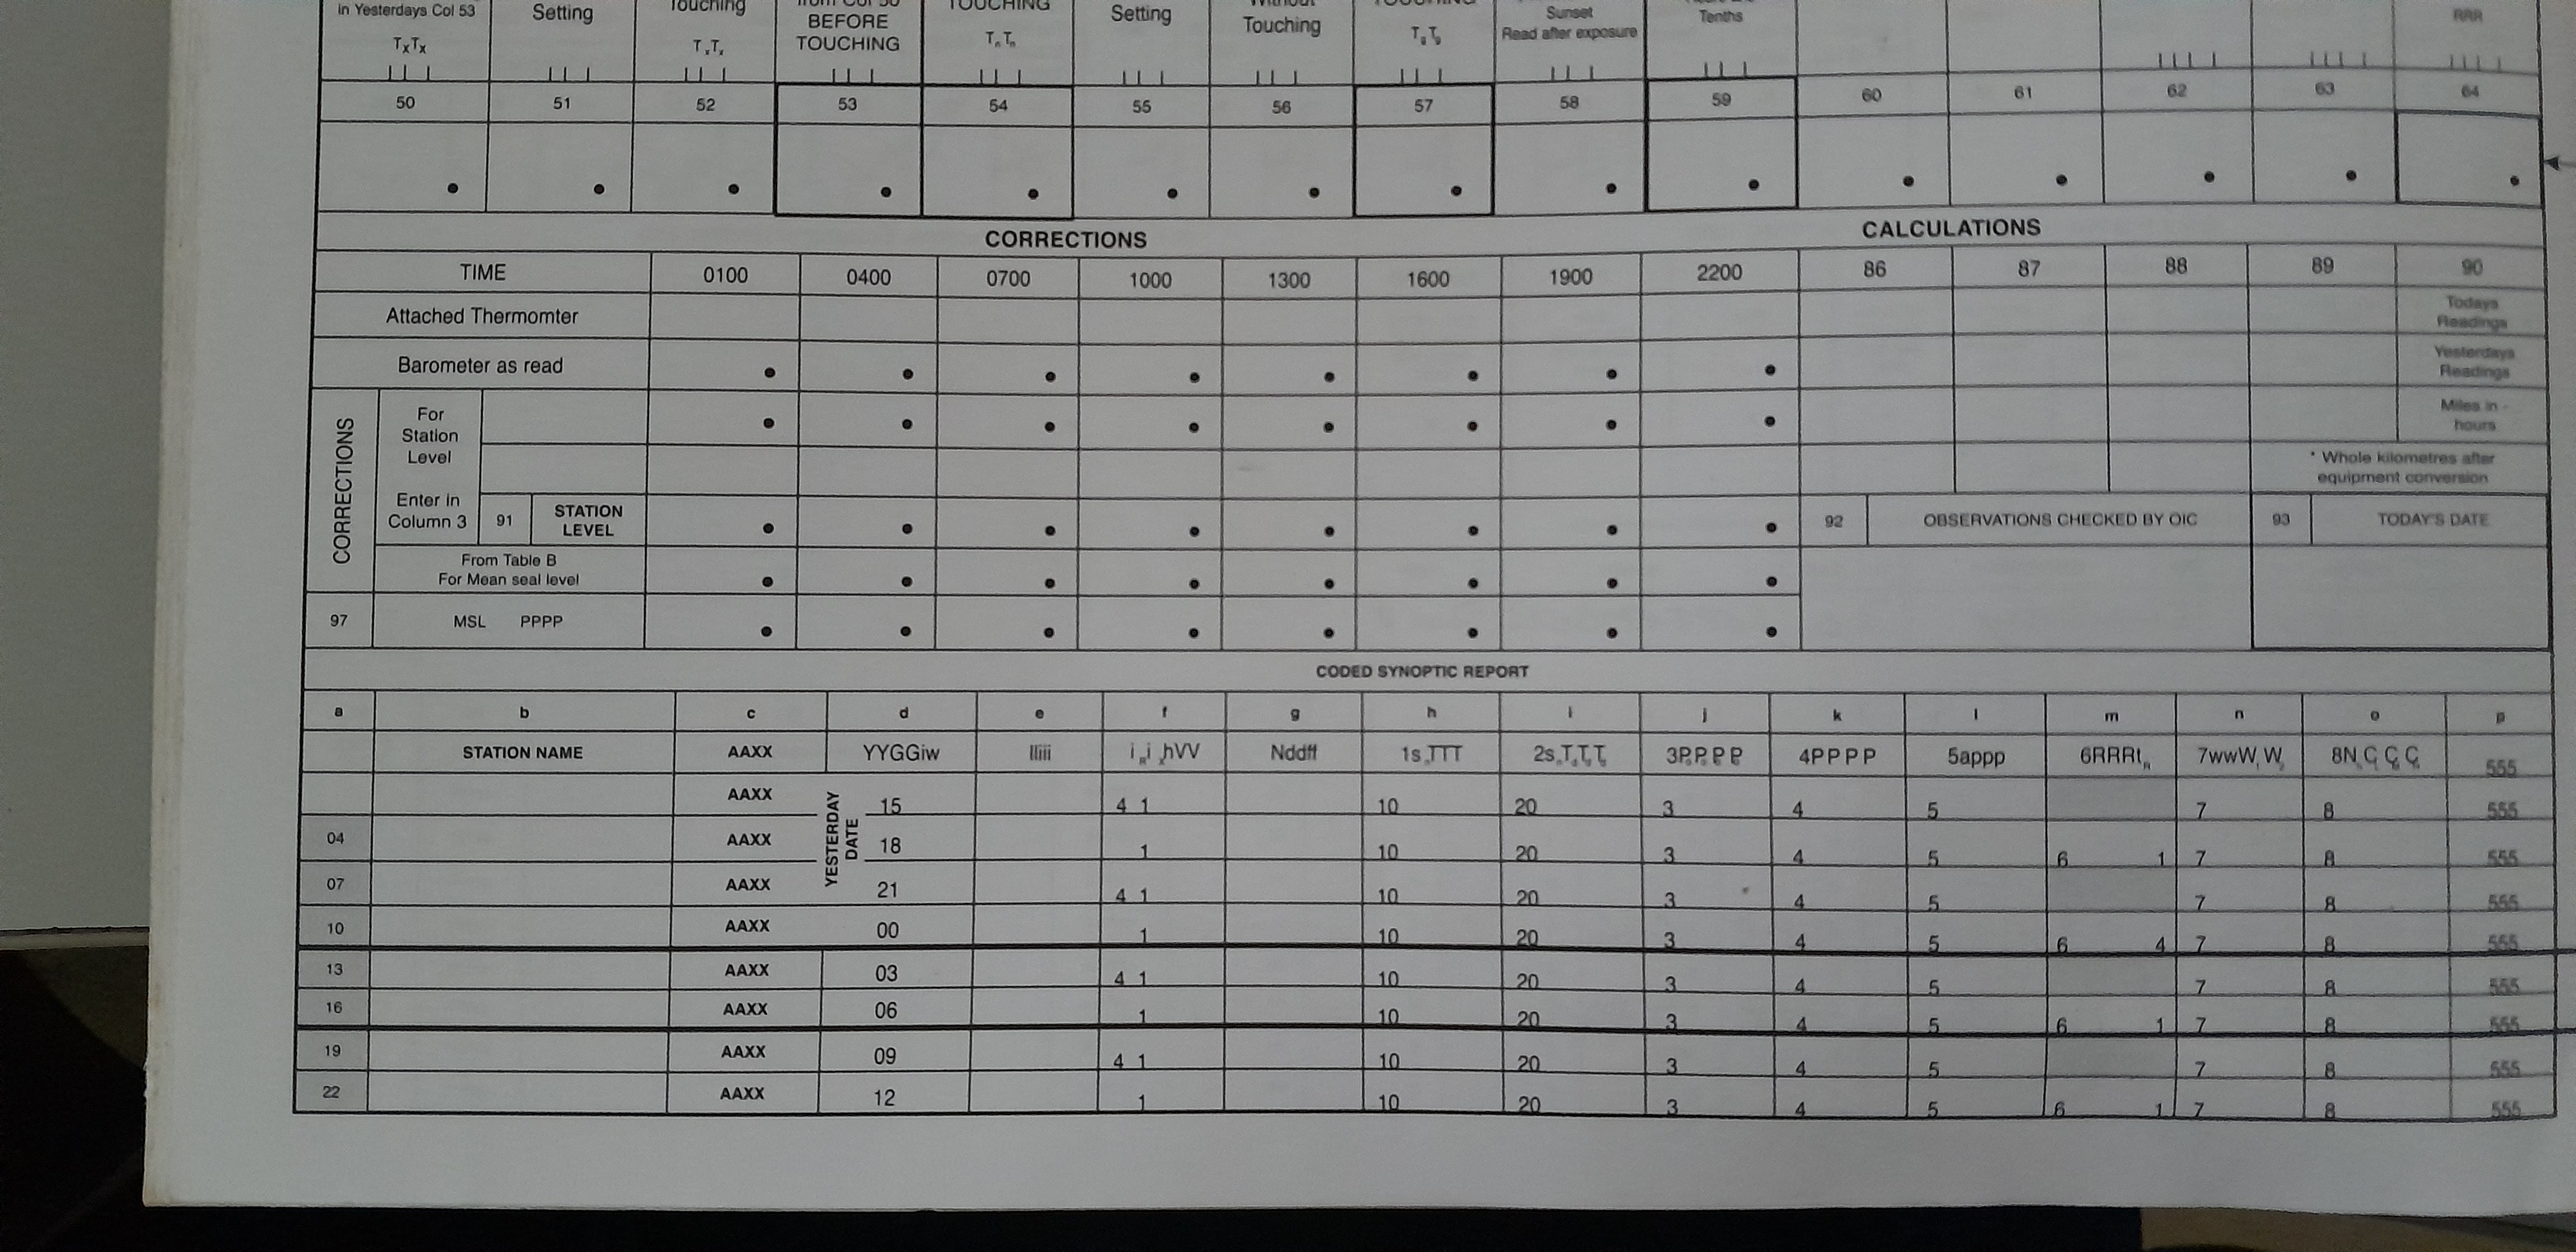 in Yesterdays Col 53 Setting Touching BEFORE TOUCHING TOUCHING Setting Touching Sunset Tenths
TOUCHING Read after exposure
50 51 52 53 54 55 56 57 58 59 60 61 62 63 64
CORRECTIONS CALCULATIONS
TIME 0100 0400 0700 1000 1300 1600 1900 2200 86 87 88 89 90
Attached Thermomter Todays Readings
Barometer as read Yesterdays Readings
CORRECTIONS For Station Level Miles in - hours
* Whole kilometres after equipment conversion
Enter in Column 3 91 STATION LEVEL 92 OBSERVATIONS CHECKED BY OIC 93 TODAY'S DATE
From Table B
For Mean seal level
97 MSL PPPP
CODED SYNOPTIC REPORT
a b c d e f g h i j k l m n o p
STATION NAME AAXX YYGGiw IIiii iRixhVV Nddff 1snTTT 2snTdTdTd 3PoPoPoPo 4PPPP 5appp 6RRRtR 7wwW1W2 8NhCLCMCH 555
AAXX YESTERDAY DATE 15 4 1 10 20 3 4 5 7 8 555
04 AAXX 18 1 10 20 3 4 5 6 1 7 8 555
07 AAXX 21 4 1 10 20 3 4 5 7 8 555
10 AAXX 00 1 10 20 3 4 5 6 4 7 8 555
13 AAXX 03 4 1 10 20 3 4 5 7 8 555
16 AAXX 06 1 10 20 3 4 5 6 1 7 8 555
19 AAXX 09 4 1 10 20 3 4 5 7 8 555
22 AAXX 12 1 10 20 3 4 5 6 1 7 8 555